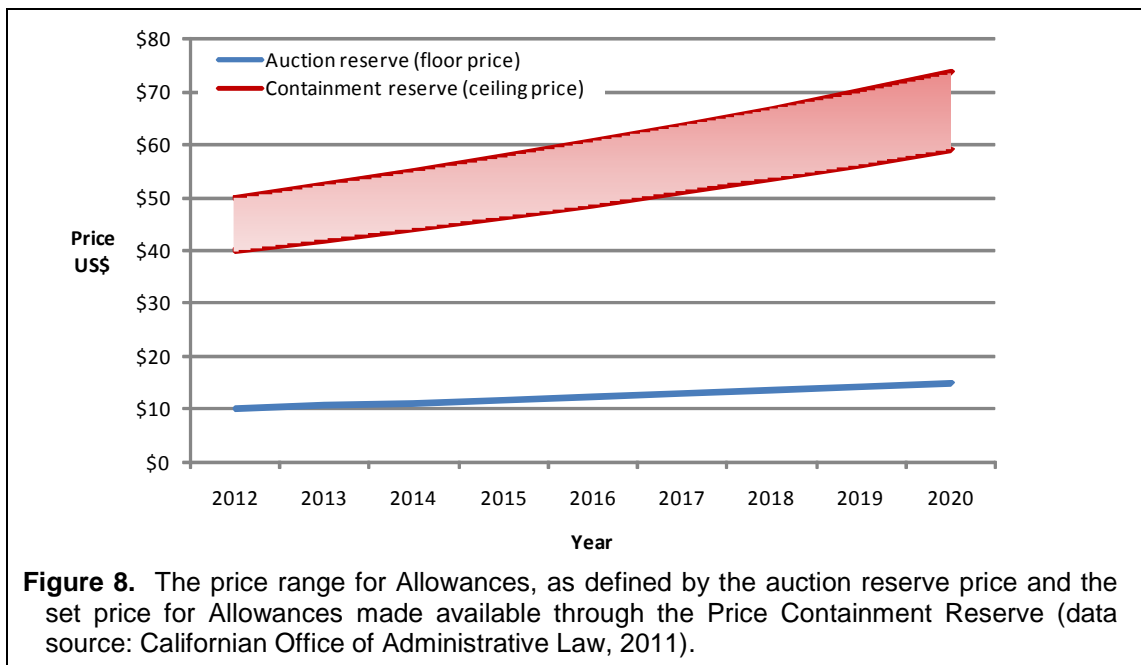 $80
Auction reserve (floor price)
Containment reserve (ceiling price)
$70
$60
$50
Price
US$
$40
$30
$20
$10
$0
2012 2013 2014 2015 2016 2017 2018 2019 2020
Year
Figure 8. The price range for Allowances, as defined by the auction reserve price and the
set price for Allowances made available through the Price Containment Reserve (data
source: Californian Office of Administrative Law, 2011).